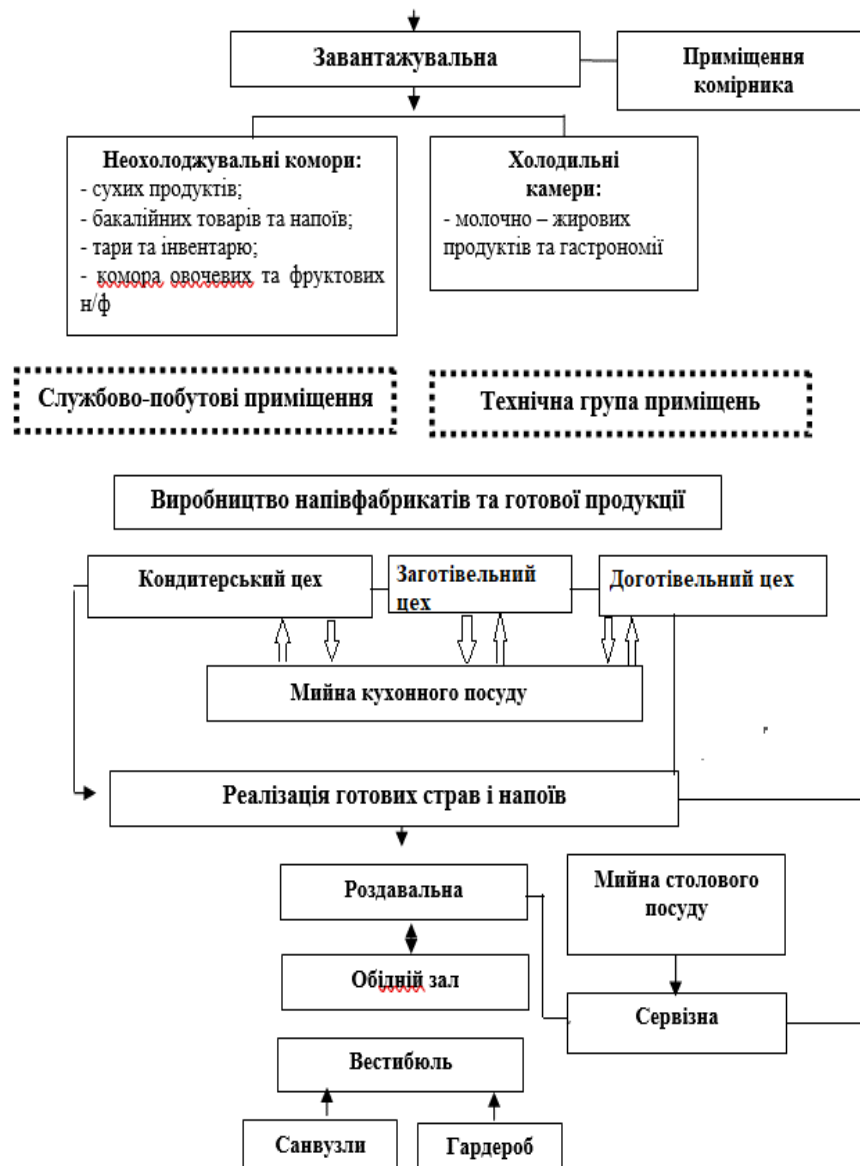 Завантажувальна
Приміщення
комірника
Неохолоджувальні комори:
- сухих продуктів;
- бакалійних товарів та напоїв;
- тари та інвентарю;
- комора овочевих та фруктових
н/ф
Холодильні
камери:
- молочно – жирових
продуктів та гастрономії
Службово-побутові приміщення
Технічна група приміщень
Виробництво напівфабрикатів та готової продукції
Кондитерський цех
Заготівельний
цех
Доготівельний цех
Мийна кухонного посуду
Реалізація готових страв і напоїв
Роздавальна
Мийна столового
посуду
Обідній зал
Сервізна
Вестибюль
Санвузли
Гардероб